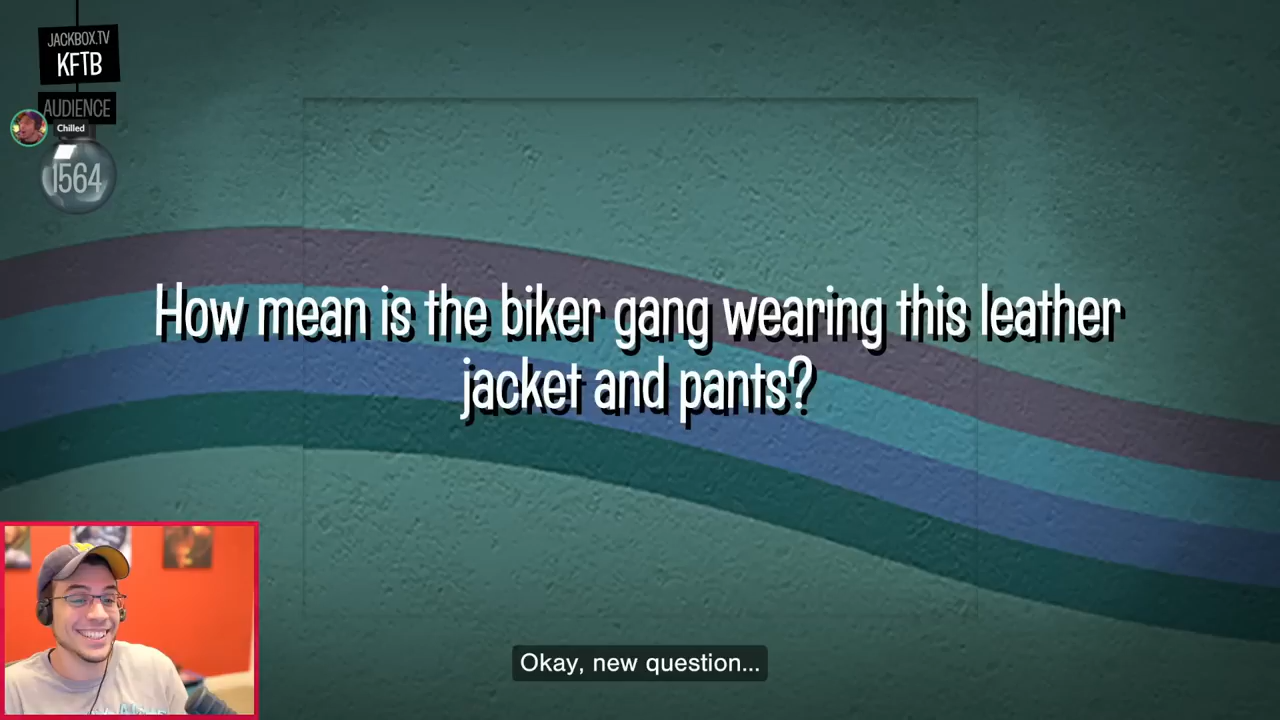 JACKBOX.TV
KFTB
AUDIENCE
Chilled
1564
How mean is the biker gang wearing this leather
jacket and pants?
Okay, new question...